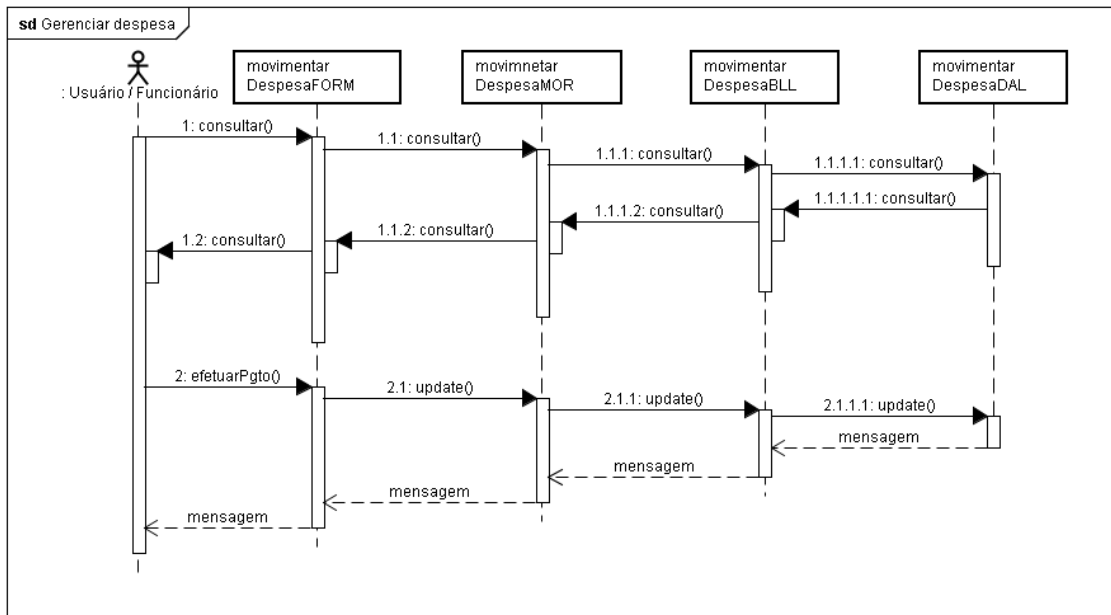 sd Gerenciar despesa
: Usuário / Funcionário
movimentar
DespesaFORM
movimnetar
DespesaMOR
movimentar
DespesaBLL
movimentar
DespesaDAL
1: consultar()
1.1: consultar()
1.1.1: consultar()
1.1.1.1: consultar()
1.1.1.1.1: consultar()
1.1.1.2: consultar()
1.1.2: consultar()
1.2: consultar()
2: efetuarPgto()
2.1: update()
2.1.1: update()
2.1.1.1: update()
mensagem
mensagem
mensagem
mensagem